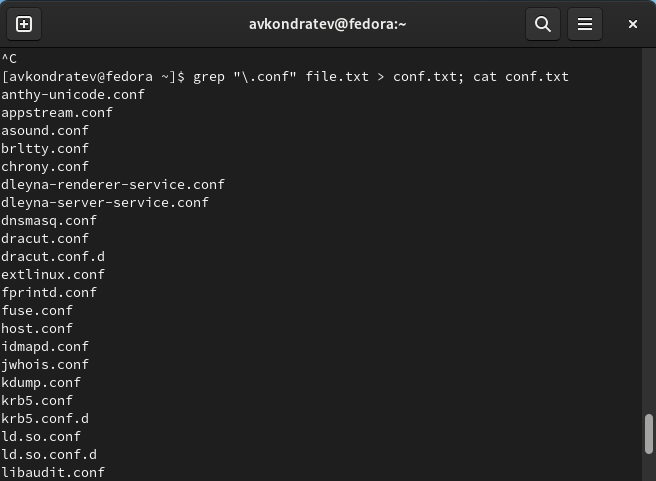 avkondratev@fedora:~
^C
[avkondratev@fedora ~]$ grep "\.conf" file.txt > conf.txt; cat conf.txt
anthy-unicode.conf
appstream.conf
asound.conf
brltty.conf
chrony.conf
dleyna-renderer-service.conf
dleyna-server-service.conf
dnsmasq.conf
dracut.conf
dracut.conf.d
extlinux.conf
fprintd.conf
fuse.conf
host.conf
idmapd.conf
jwhois.conf
kdump.conf
krb5.conf
krb5.conf.d
ld.so.conf
ld.so.conf.d
libaudit.conf